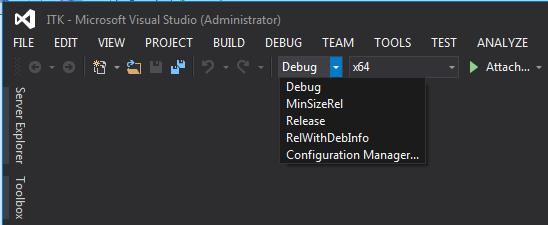 ITK - Microsoft Visual Studio (Administrator)
FILE EDIT VIEW PROJECT BUILD DEBUG TEAM TOOLS TEST ANALYZE
Debug x64 Attach...
Debug
MinSizeRel
Release
RelWithDebInfo
Configuration Manager...
Server Explorer
Toolbox